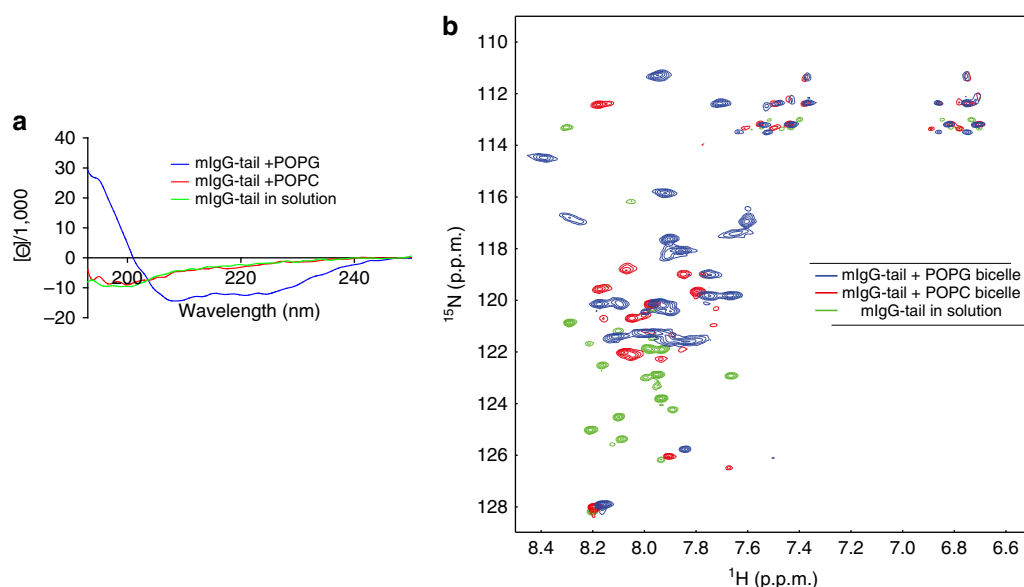 a
[Θ]/1,000
40
30
20
10
0
−10
−20
200
220
240
Wavelength (nm)
mIgG-tail +POPG
mIgG-tail +POPC
mIgG-tail in solution
b
110
112
114
116
118
120
122
124
126
128
¹⁵N (p.p.m.)
8.4 8.2 8.0 7.8 7.6 7.4 7.2 7.0 6.8 6.6
¹H (p.p.m.)
mIgG-tail + POPG bicelle
mIgG-tail + POPC bicelle
mIgG-tail in solution